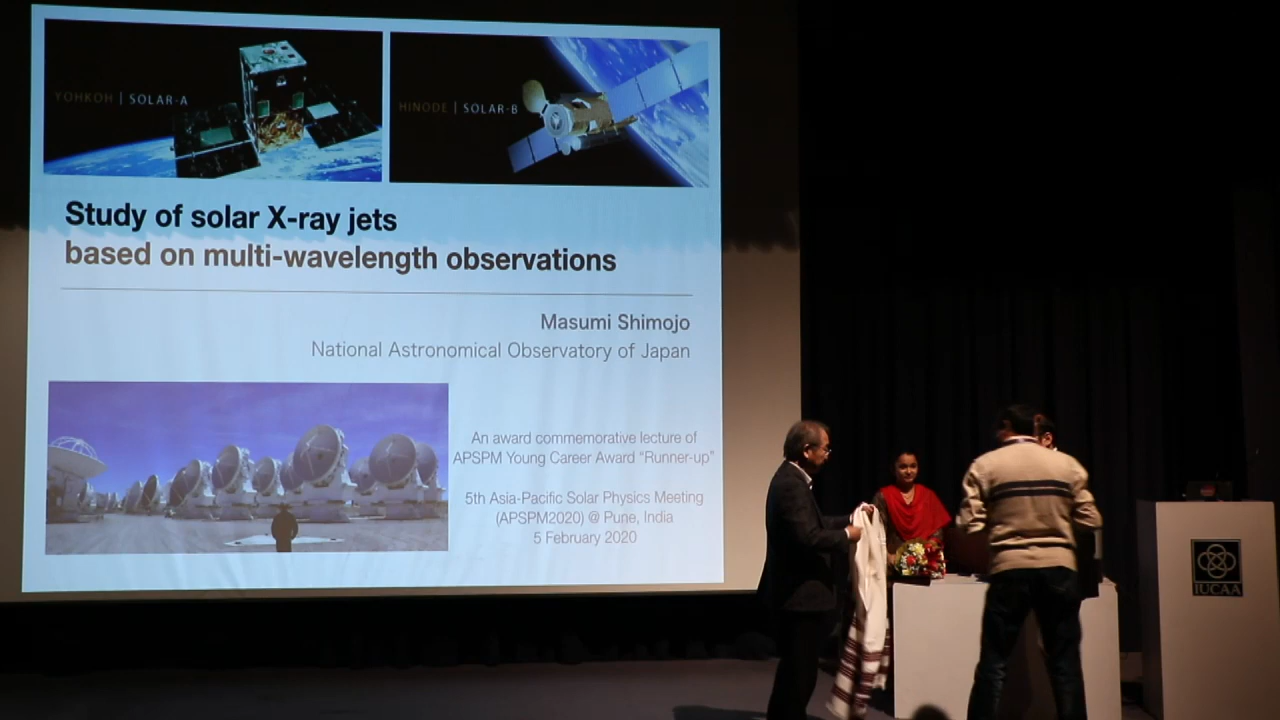 YOHKOH | SOLAR-A
HINODE | SOLAR-B
Study of solar X-ray jets
based on multi-wavelength observations
Masumi Shimojo
National Astronomical Observatory of Japan
An award commemorative lecture of
APSPM Young Career Award “Runner-up”
5th Asia-Pacific Solar Physics Meeting
(APSPM2020) @ Pune, India
5 February 2020
IUCAA